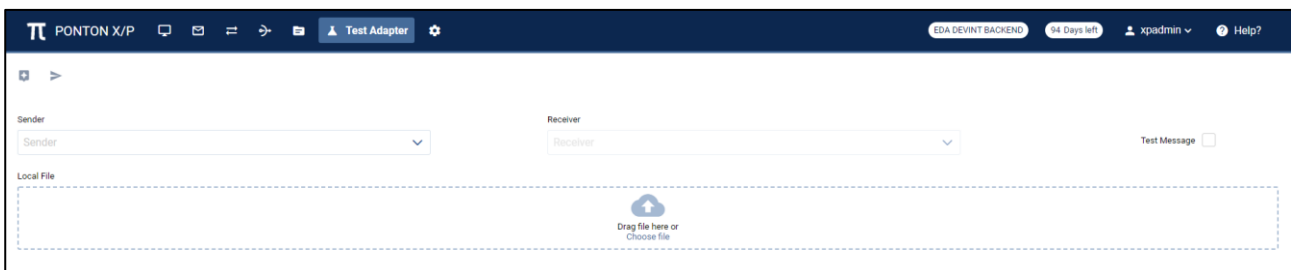 PONTON X/P Test Adapter EDA DEVINT BACKEND 94 Days left xpadmin Help?
Sender Receiver
Sender Receiver Test Message
Local File
Drag file here or
Choose file